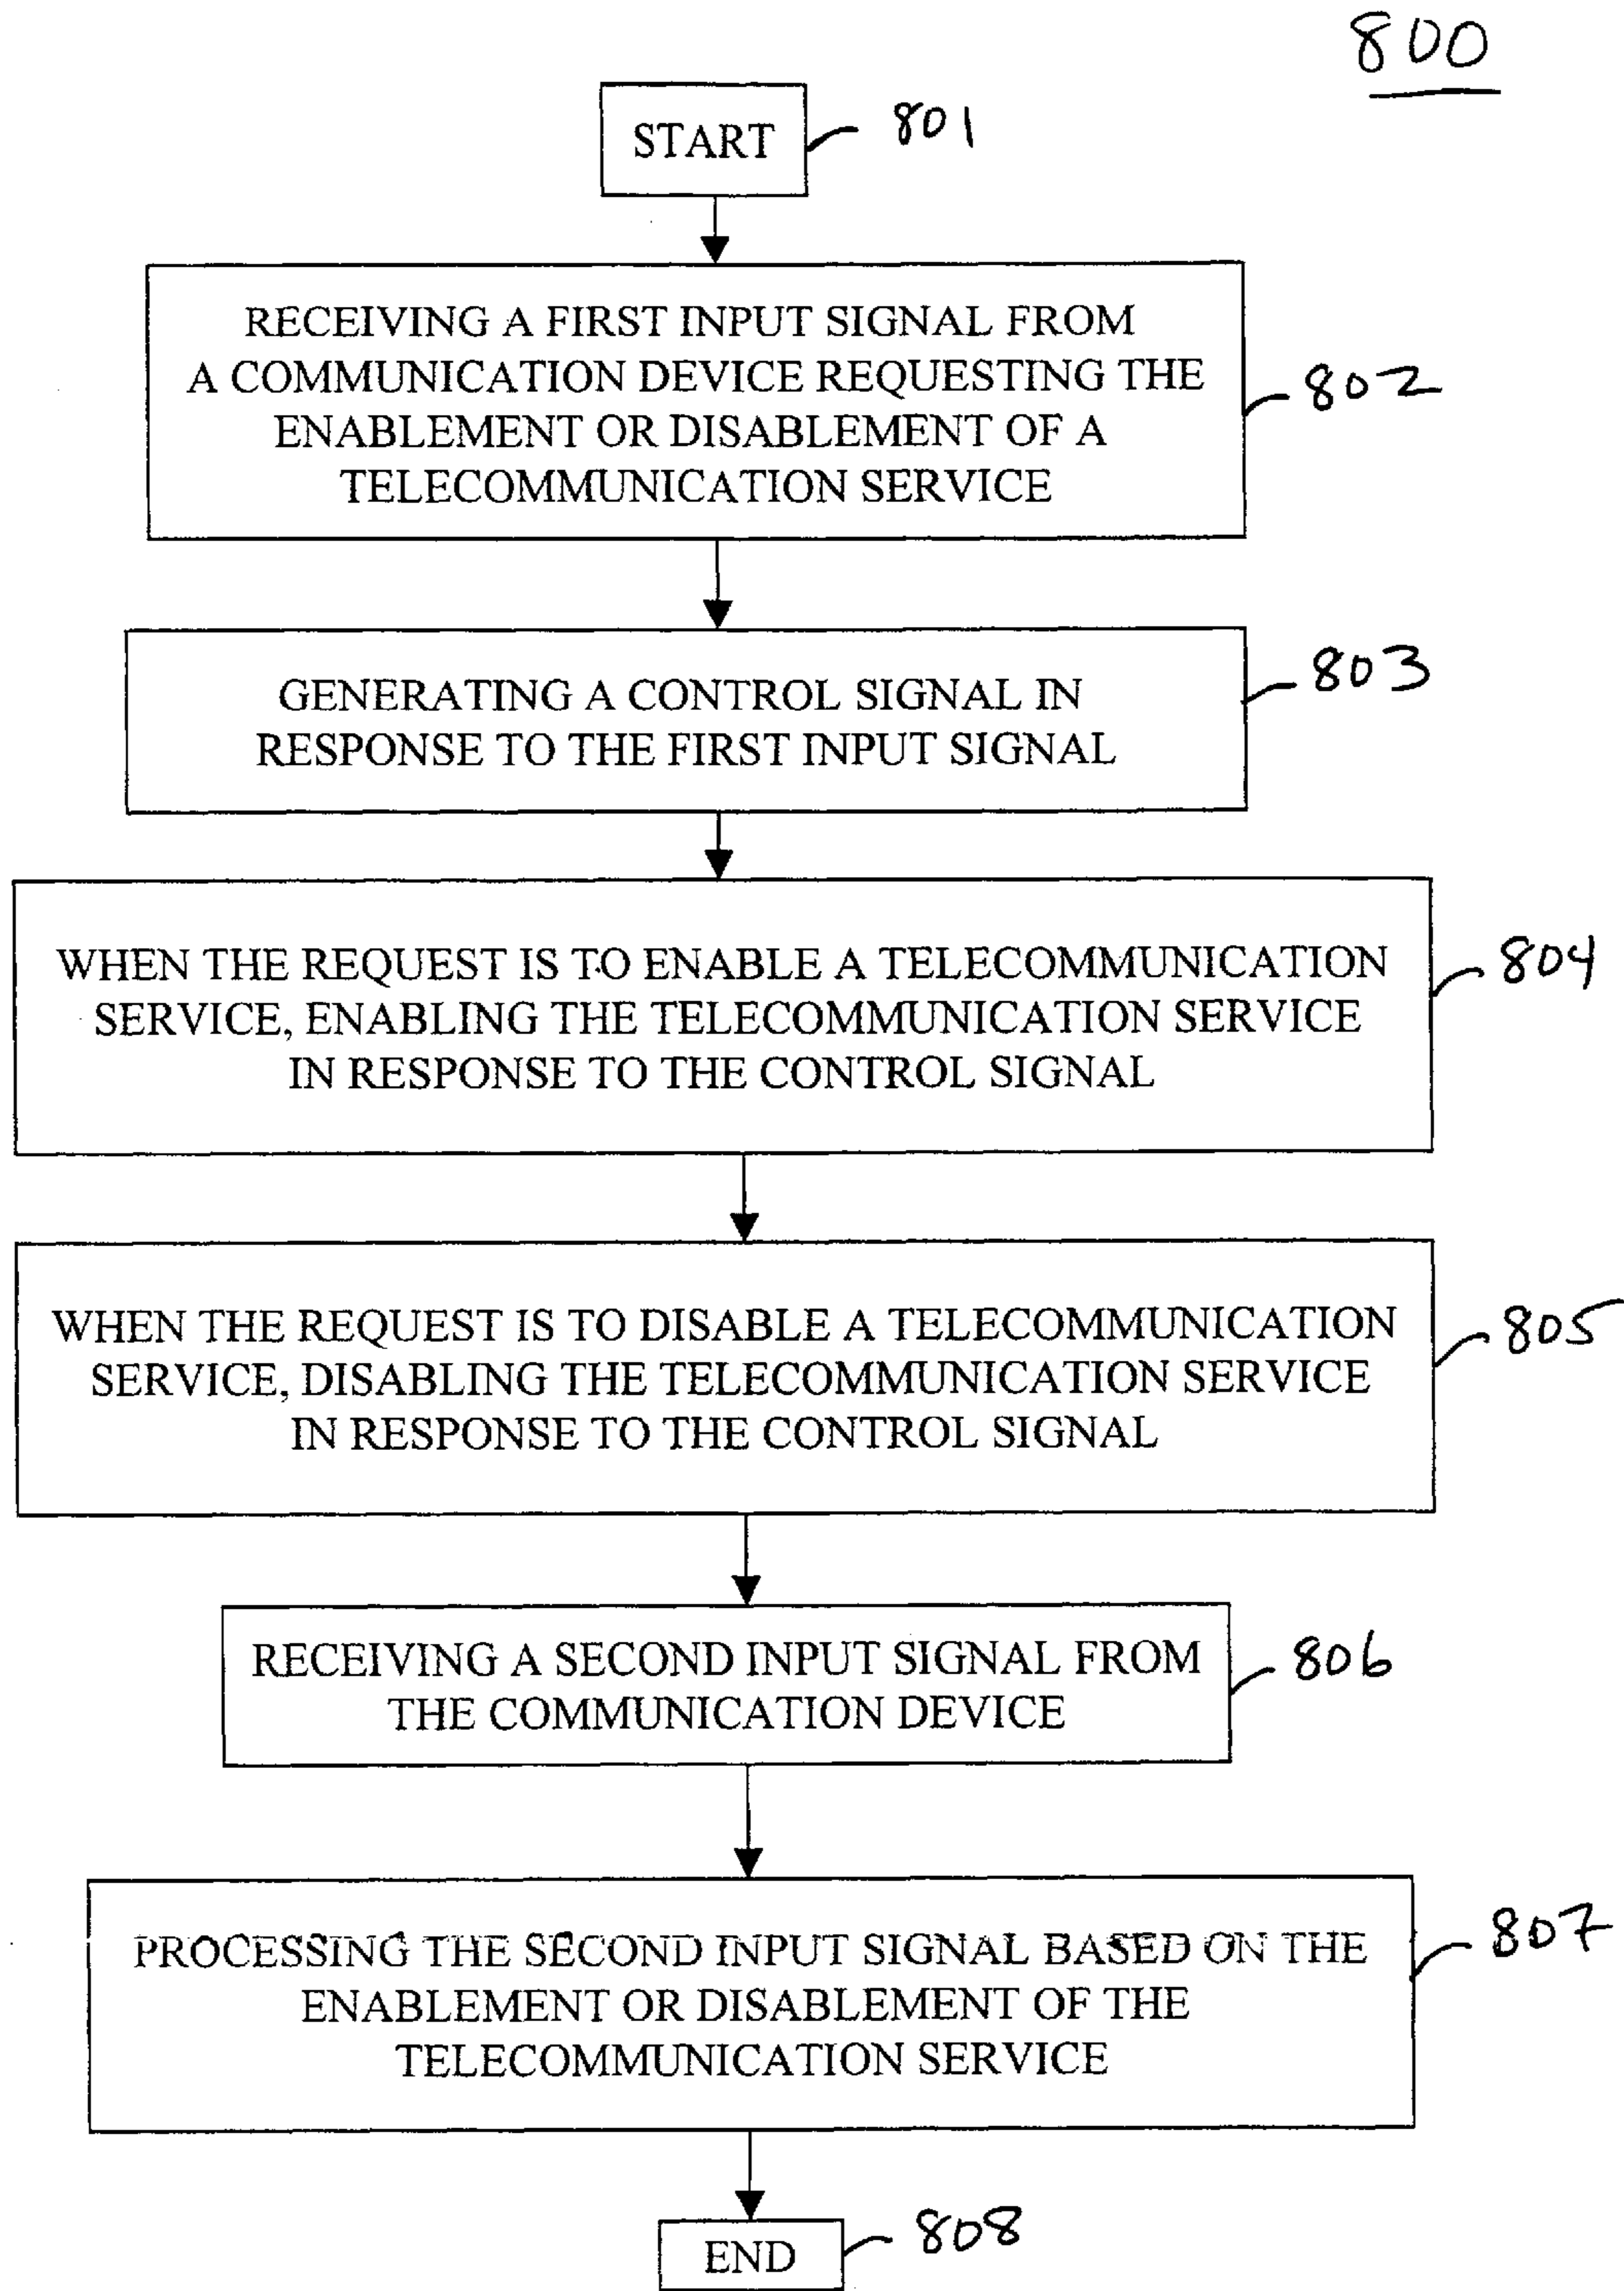 800
START
801
RECEIVING A FIRST INPUT SIGNAL FROM
A COMMUNICATION DEVICE REQUESTING THE
ENABLEMENT OR DISABLEMENT OF A
TELECOMMUNICATION SERVICE
802
GENERATING A CONTROL SIGNAL IN
RESPONSE TO THE FIRST INPUT SIGNAL
803
WHEN THE REQUEST IS TO ENABLE A TELECOMMUNICATION
SERVICE, ENABLING THE TELECOMMUNICATION SERVICE
IN RESPONSE TO THE CONTROL SIGNAL
804
WHEN THE REQUEST IS TO DISABLE A TELECOMMUNICATION
SERVICE, DISABLING THE TELECOMMUNICATION SERVICE
IN RESPONSE TO THE CONTROL SIGNAL
805
RECEIVING A SECOND INPUT SIGNAL FROM
THE COMMUNICATION DEVICE
806
PROCESSING THE SECOND INPUT SIGNAL BASED ON THE
ENABLEMENT OR DISABLEMENT OF THE
TELECOMMUNICATION SERVICE
807
END
808